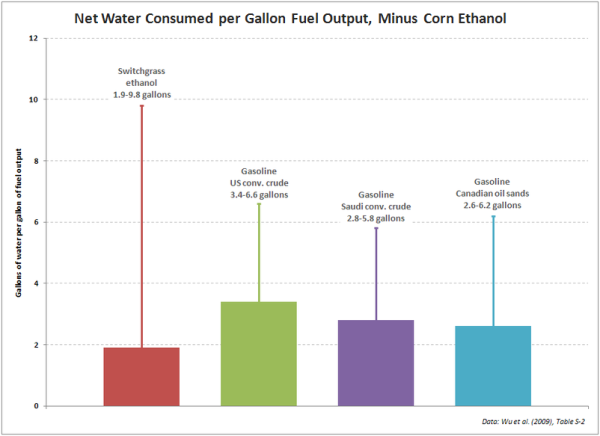 Net Water Consumed per Gallon Fuel Output, Minus Corn Ethanol
12
10
8
6
4
2
0
Gallons of water per gallon of fuel output
Switchgrass
ethanol
1.9-9.8 gallons
Gasoline
US conv. crude
3.4-6.6 gallons
Gasoline
Saudi conv. crude
2.8-5.8 gallons
Gasoline
Canadian oil sands
2.6-6.2 gallons
Data: Wu et al. (2009), Table S-2